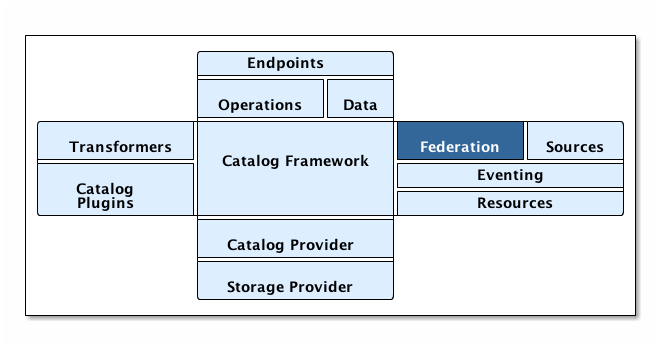 Endpoints
Operations
Data
Transformers
Catalog Framework
Federation
Sources
Catalog
Plugins
Eventing
Resources
Catalog Provider
Storage Provider